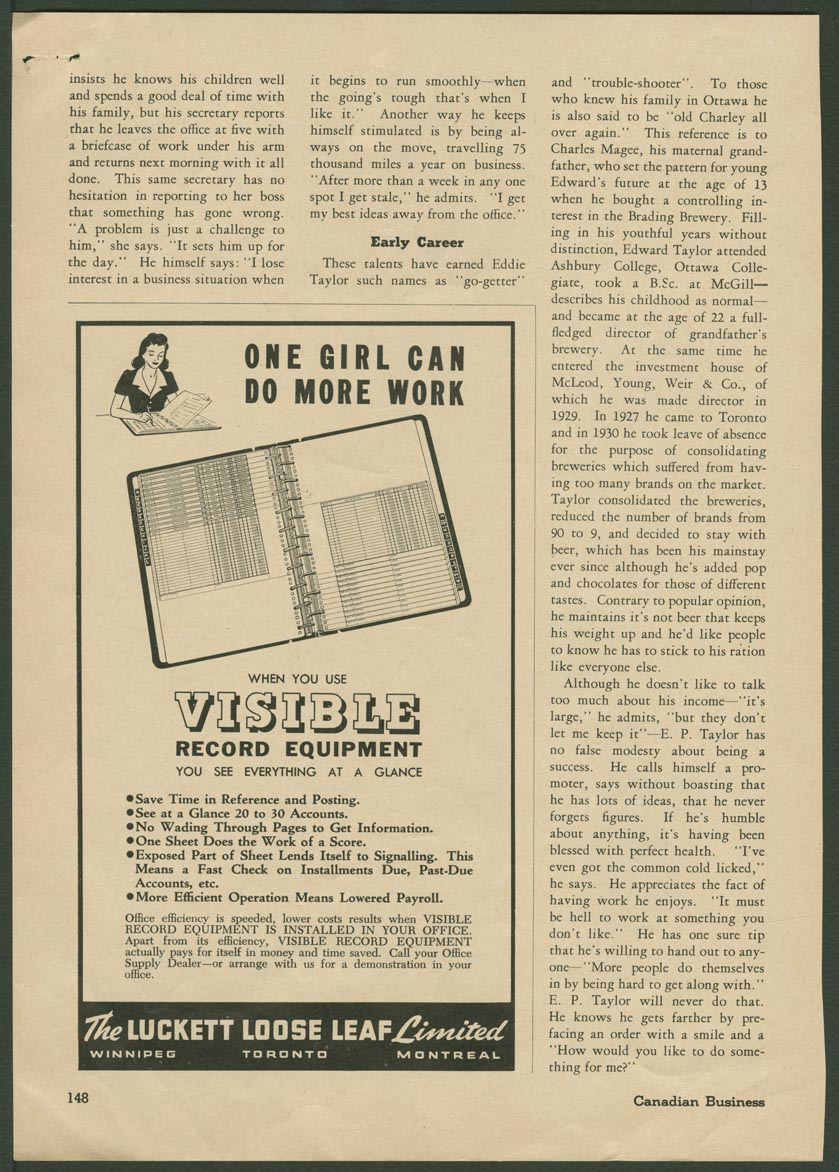 insists he knows his children well
and spends a good deal of time with
his family, but his secretary reports
that he leaves the office at five with
a briefcase of work under his arm
and returns next morning with it all
done. This same secretary has no
hesitation in reporting to her boss
that something has gone wrong.
"A problem is just a challenge to
him," she says. "It sets him up for
the day." He himself says: "I lose
interest in a business situation when
it begins to run smoothly—when
the going's tough that's when I
like it." Another way he keeps
himself stimulated is by being al-
ways on the move, travelling 75
thousand miles a year on business.
"After more than a week in any one
spot I get stale," he admits. "I get
my best ideas away from the office."
Early Career
These talents have earned Eddie
Taylor such names as "go-getter"
and "trouble-shooter". To those
who knew his family in Ottawa he
is also said to be "old Charley all
over again." This reference is to
Charles Magee, his maternal grand-
father, who set the pattern for young
Edward's future at the age of 13
when he bought a controlling in-
terest in the Brading Brewery. Fill-
ing in his youthful years without
distinction, Edward Taylor attended
Ashbury College, Ottawa Colle-
giate, took a B.Sc. at McGill—
describes his childhood as normal—
and became at the age of 22 a full-
fledged director of grandfather's
brewery. At the same time he
entered the investment house of
McLeod, Young, Weir & Co., of
which he was made director in
1929. In 1927 he came to Toronto
and in 1930 he took leave of absence
for the purpose of consolidating
breweries which suffered from hav-
ing too many brands on the market.
Taylor consolidated the breweries,
reduced the number of brands from
90 to 9, and decided to stay with
beer, which has been his mainstay
ever since although he's added pop
and chocolates for those of different
tastes. Contrary to popular opinion,
he maintains it's not beer that keeps
his weight up and he'd like people
to know he has to stick to his ration
like everyone else.
Although he doesn't like to talk
too much about his income—"it's
large," he admits, "but they don't
let me keep it"—E. P. Taylor has
no false modesty about being a
success. He calls himself a pro-
moter, says without boasting that
he has lots of ideas, that he never
forgets figures. If he's humble
about anything, it's having been
blessed with perfect health. "I've
even got the common cold licked,"
he says. He appreciates the fact of
having work he enjoys. "It must
be hell to work at something you
don't like." He has one sure tip
that he's willing to hand out to any-
one—"More people do themselves
in by being hard to get along with."
E. P. Taylor will never do that.
He knows he gets farther by pre-
facing an order with a smile and a
"How would you like to do some-
thing for me?"
ONE GIRL CAN
DO MORE WORK
WHEN YOU USE
VISIBLE
RECORD EQUIPMENT
YOU SEE EVERYTHING AT A GLANCE
●Save Time in Reference and Posting.
●See at a Glance 20 to 30 Accounts.
●No Wading Through Pages to Get Information.
●One Sheet Does the Work of a Score.
●Exposed Part of Sheet Lends Itself to Signalling. This
Means a Fast Check on Installments Due, Past-Due
Accounts, etc.
●More Efficient Operation Means Lowered Payroll.
Office efficiency is speeded, lower costs results when VISIBLE
RECORD EQUIPMENT IS INSTALLED IN YOUR OFFICE.
Apart from its efficiency, VISIBLE RECORD EQUIPMENT
actually pays for itself in money and time saved. Call your Office
Supply Dealer—or arrange with us for a demonstration in your
office.
The LUCKETT LOOSE LEAF Limited
WINNIPEG TORONTO MONTREAL
148
Canadian Business